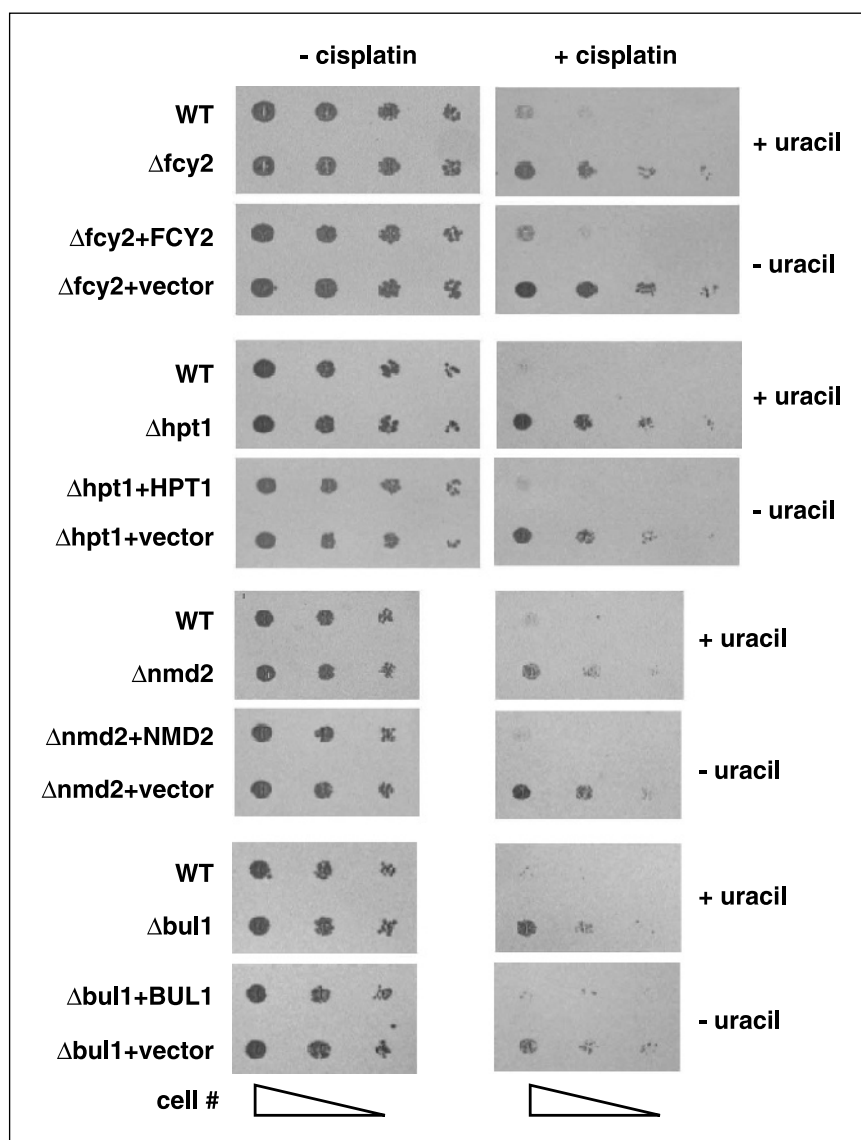 - cisplatin + cisplatin
WT
Δfcy2
+ uracil
Δfcy2+FCY2
Δfcy2+vector
- uracil
WT
Δhpt1
+ uracil
Δhpt1+HPT1
Δhpt1+vector
- uracil
WT
Δnmd2
+ uracil
Δnmd2+NMD2
Δnmd2+vector
- uracil
WT
Δbul1
+ uracil
Δbul1+BUL1
Δbul1+vector
- uracil
cell #